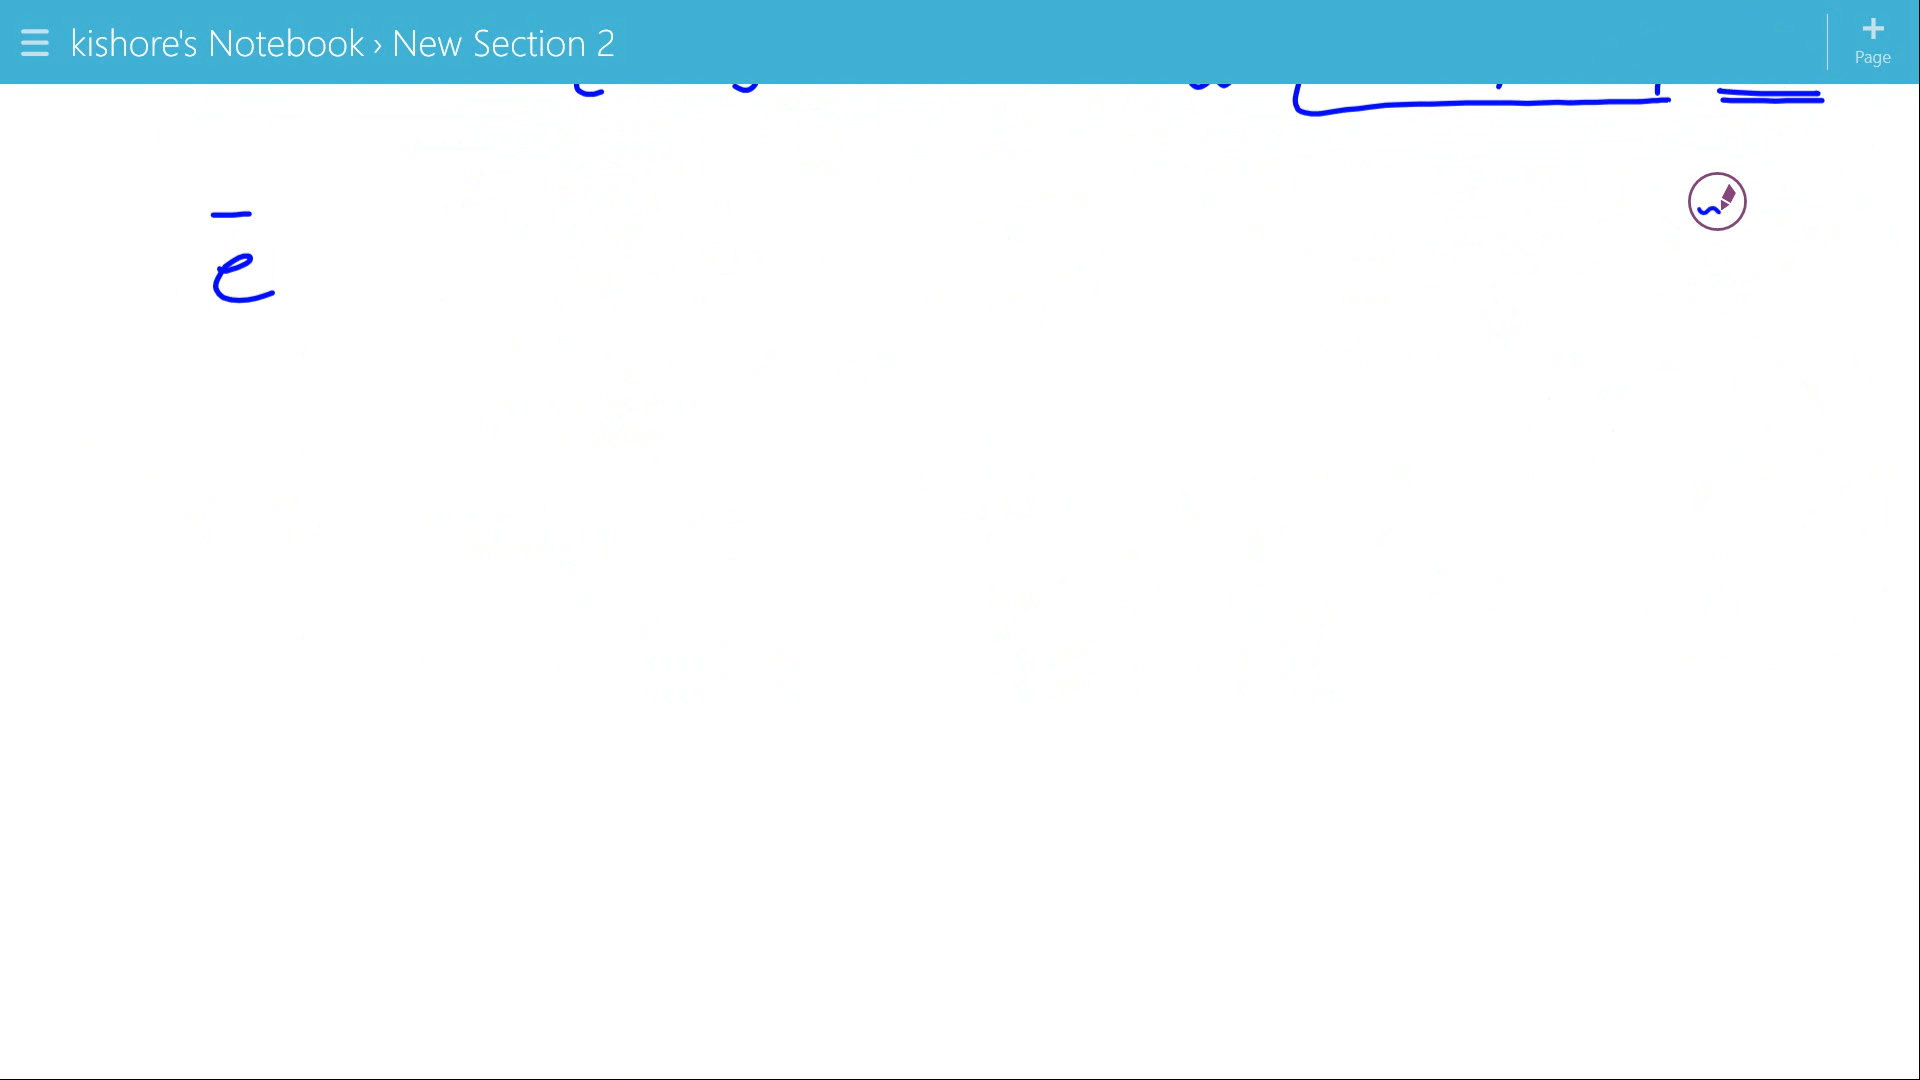 kishore's Notebook › New Section 2
+
Page
ē